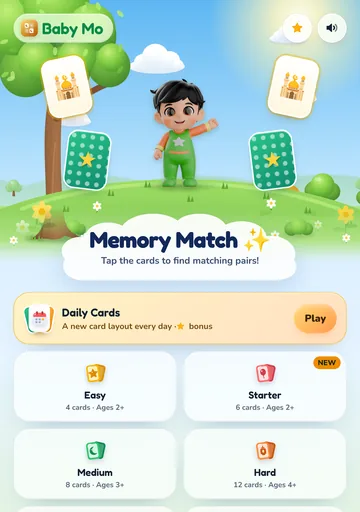 Baby Mo
Memory Match
Tap the cards to find matching pairs!
Daily Cards
A new card layout every day · bonus
Play
Easy
4 cards · Ages 2+
NEW
Starter
6 cards · Ages 2+
Medium
8 cards · Ages 3+
Hard
12 cards · Ages 4+